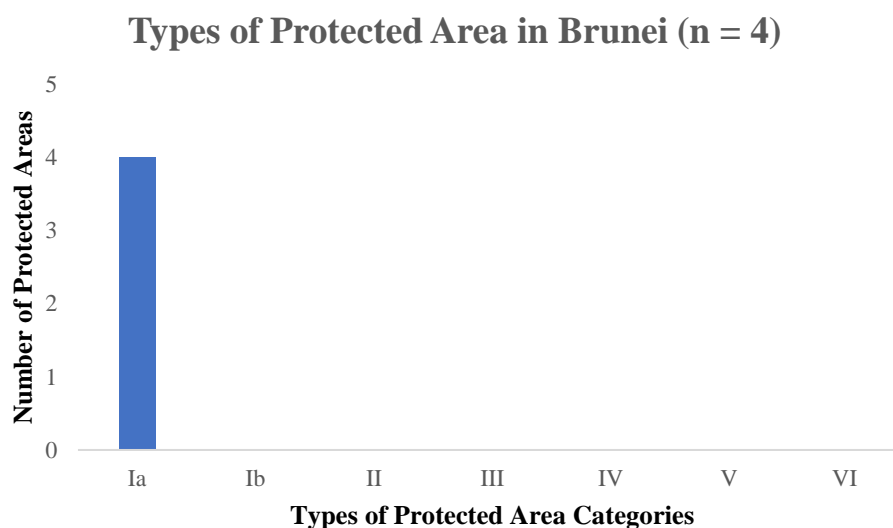 Types of Protected Area in Brunei (n = 4)
5
4
3
2
1
0
Number of Protected Areas
Ia Ib II III IV V VI
Types of Protected Area Categories